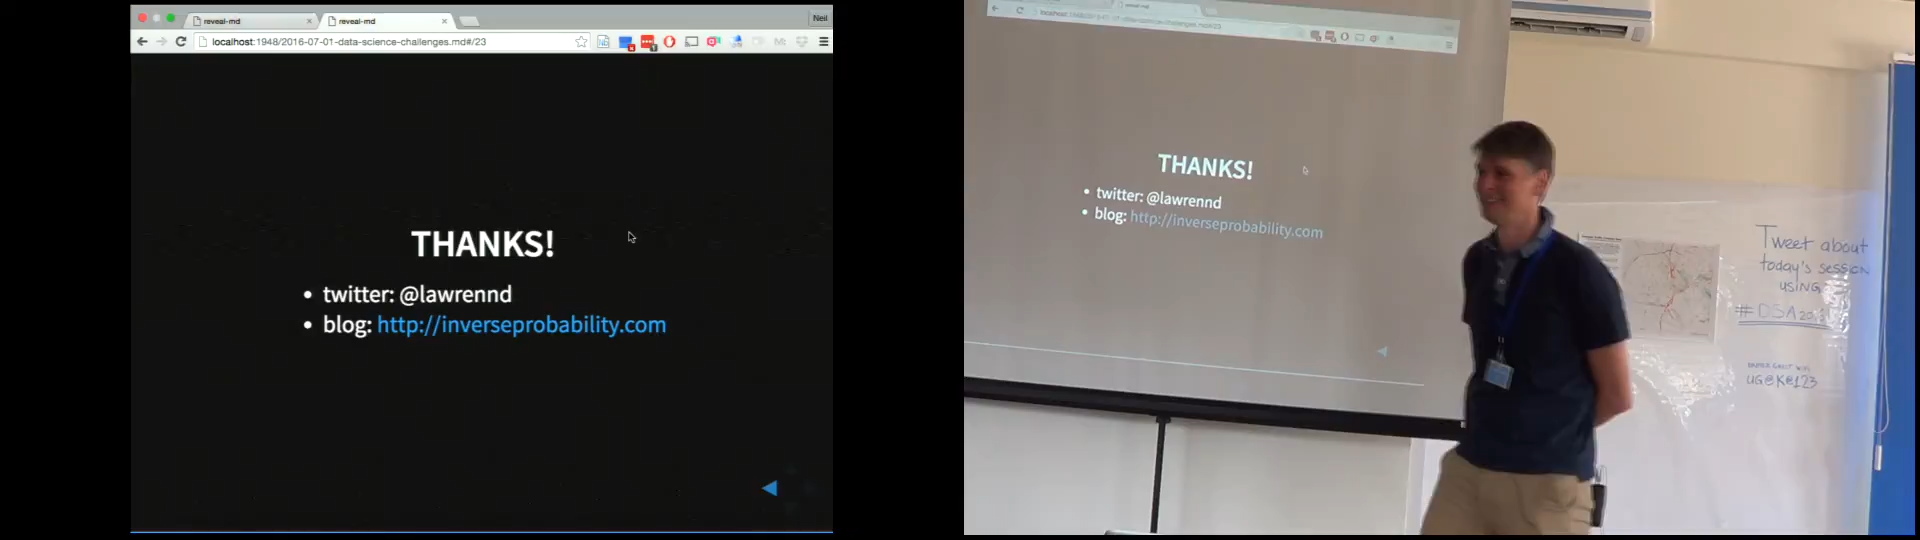 reveal-md
reveal-md
Neil
localhost:1948/2016-07-01-data-science-challenges.md#/23
THANKS!
twitter: @lawrennd
blog: http://inverseprobability.com
THANKS!
twitter: @lawrennd
blog: http://inverseprobability.com
Tweet about
today's session
USING